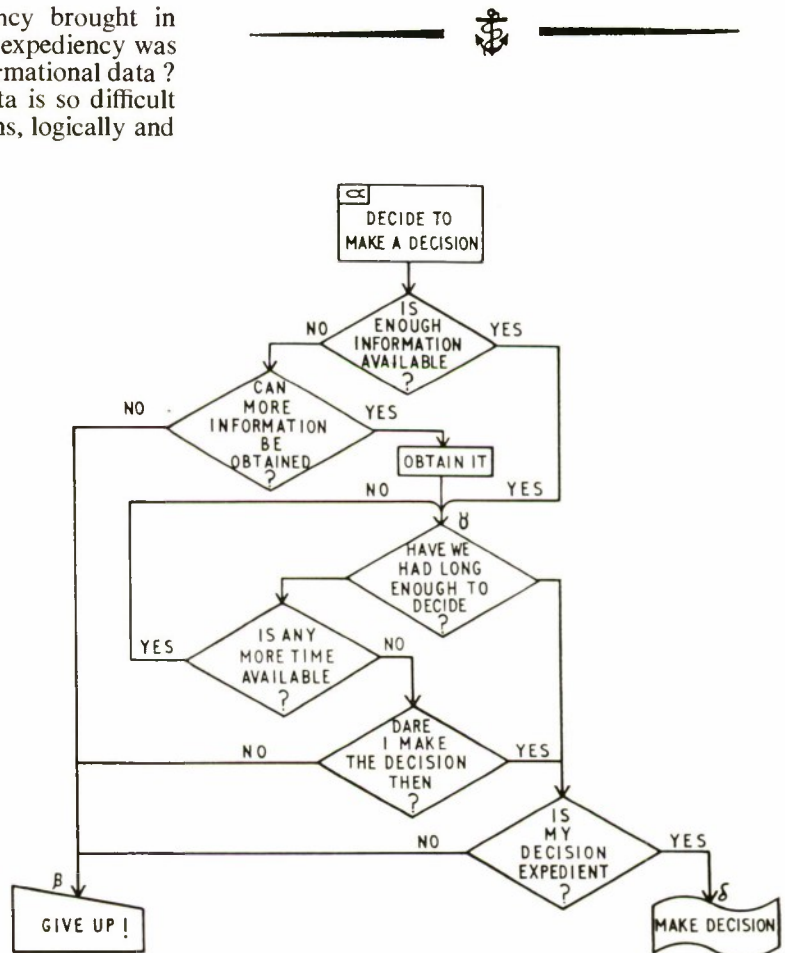 ncy brought in
expediency was
rmational data ?
ta is so difficult
ns, logically and
α
DECIDE TO
MAKE A DECISION
IS
ENOUGH
INFORMATION
AVAILABLE
?
NO
YES
CAN
MORE
INFORMATION
BE
OBTAINED
?
NO
YES
OBTAIN IT
NO
YES
γ
HAVE WE
HAD LONG
ENOUGH TO
DECIDE
?
IS ANY
MORE TIME
AVAILABLE
?
YES
NO
DARE
I MAKE
THE DECISION
THEN
?
NO
YES
IS
MY
DECISION
EXPEDIENT
?
NO
YES
β
GIVE UP !
δ
MAKE DECISION